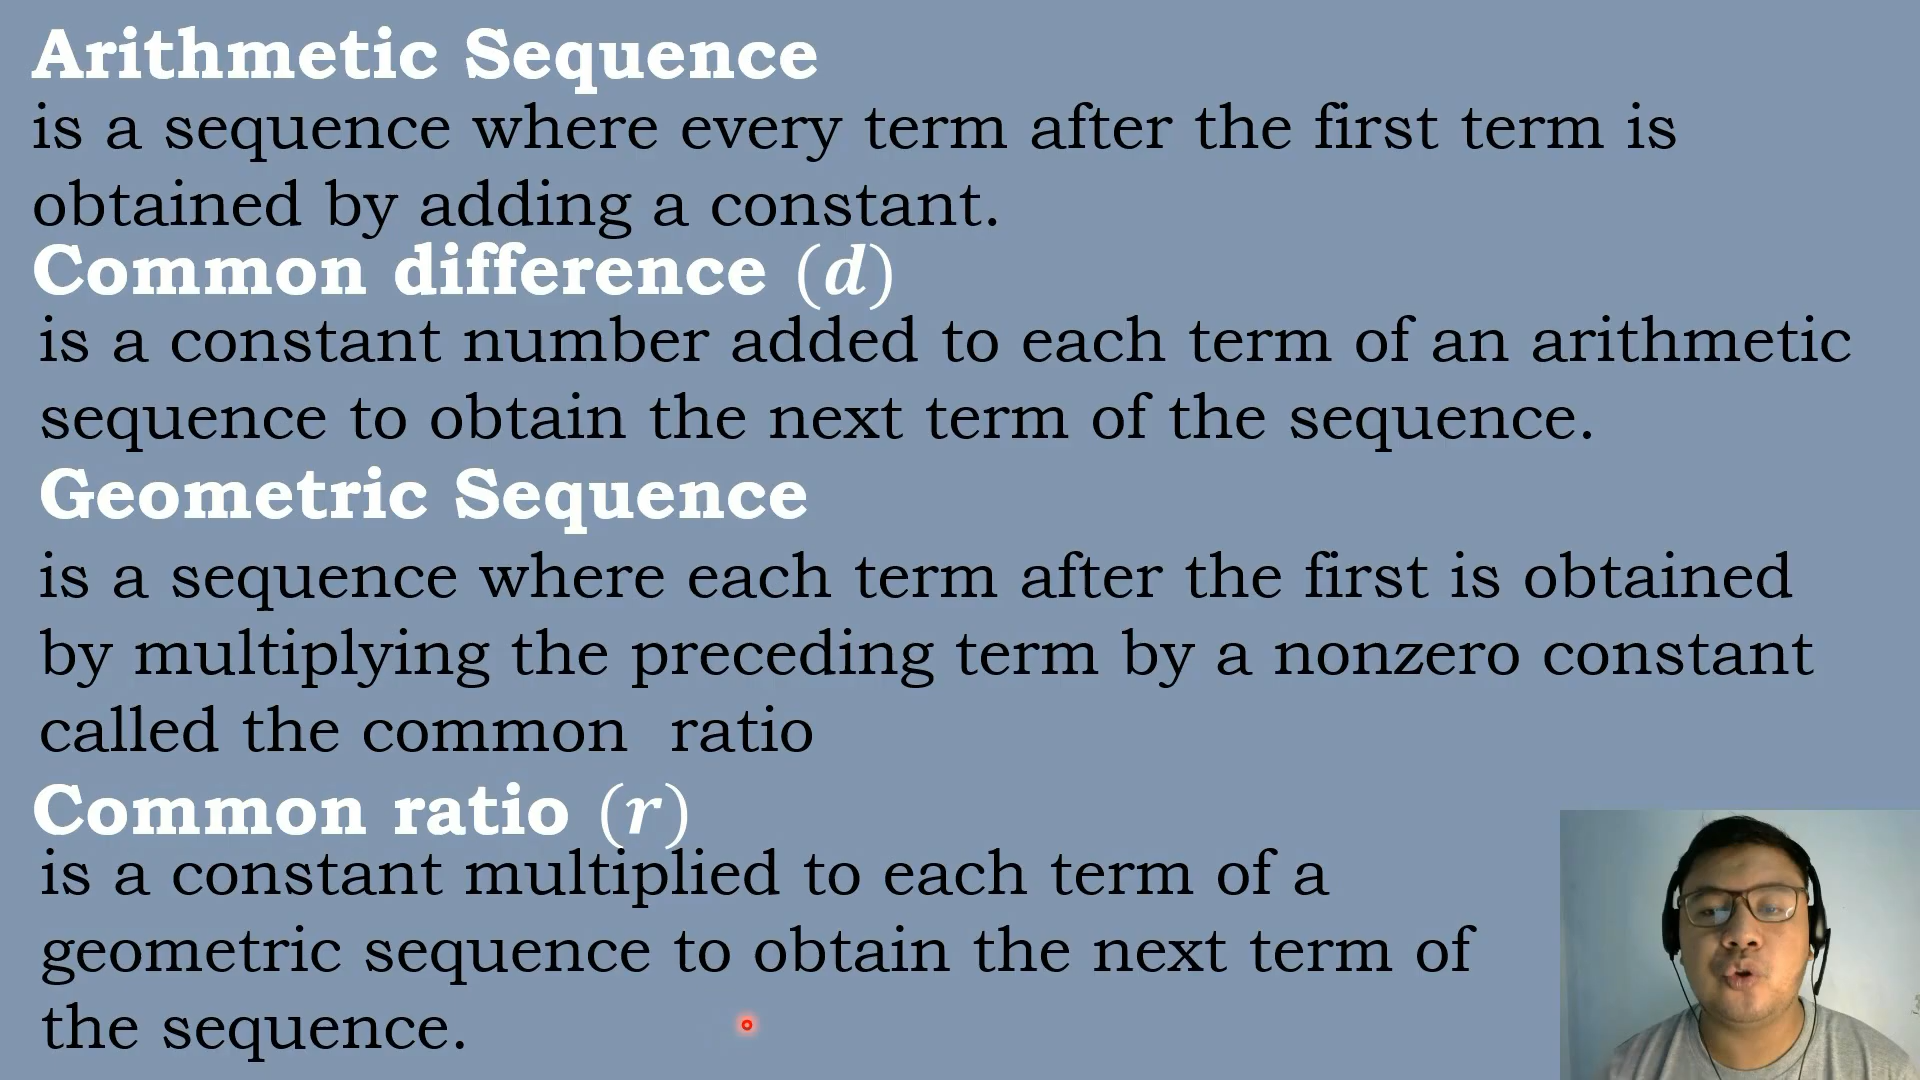 Arithmetic Sequence
is a sequence where every term after the first term is
obtained by adding a constant.
Common difference (d)
is a constant number added to each term of an arithmetic
sequence to obtain the next term of the sequence.
Geometric Sequence
is a sequence where each term after the first is obtained
by multiplying the preceding term by a nonzero constant
called the common  ratio
Common ratio (r)
is a constant multiplied to each term of a
geometric sequence to obtain the next term of
the sequence.